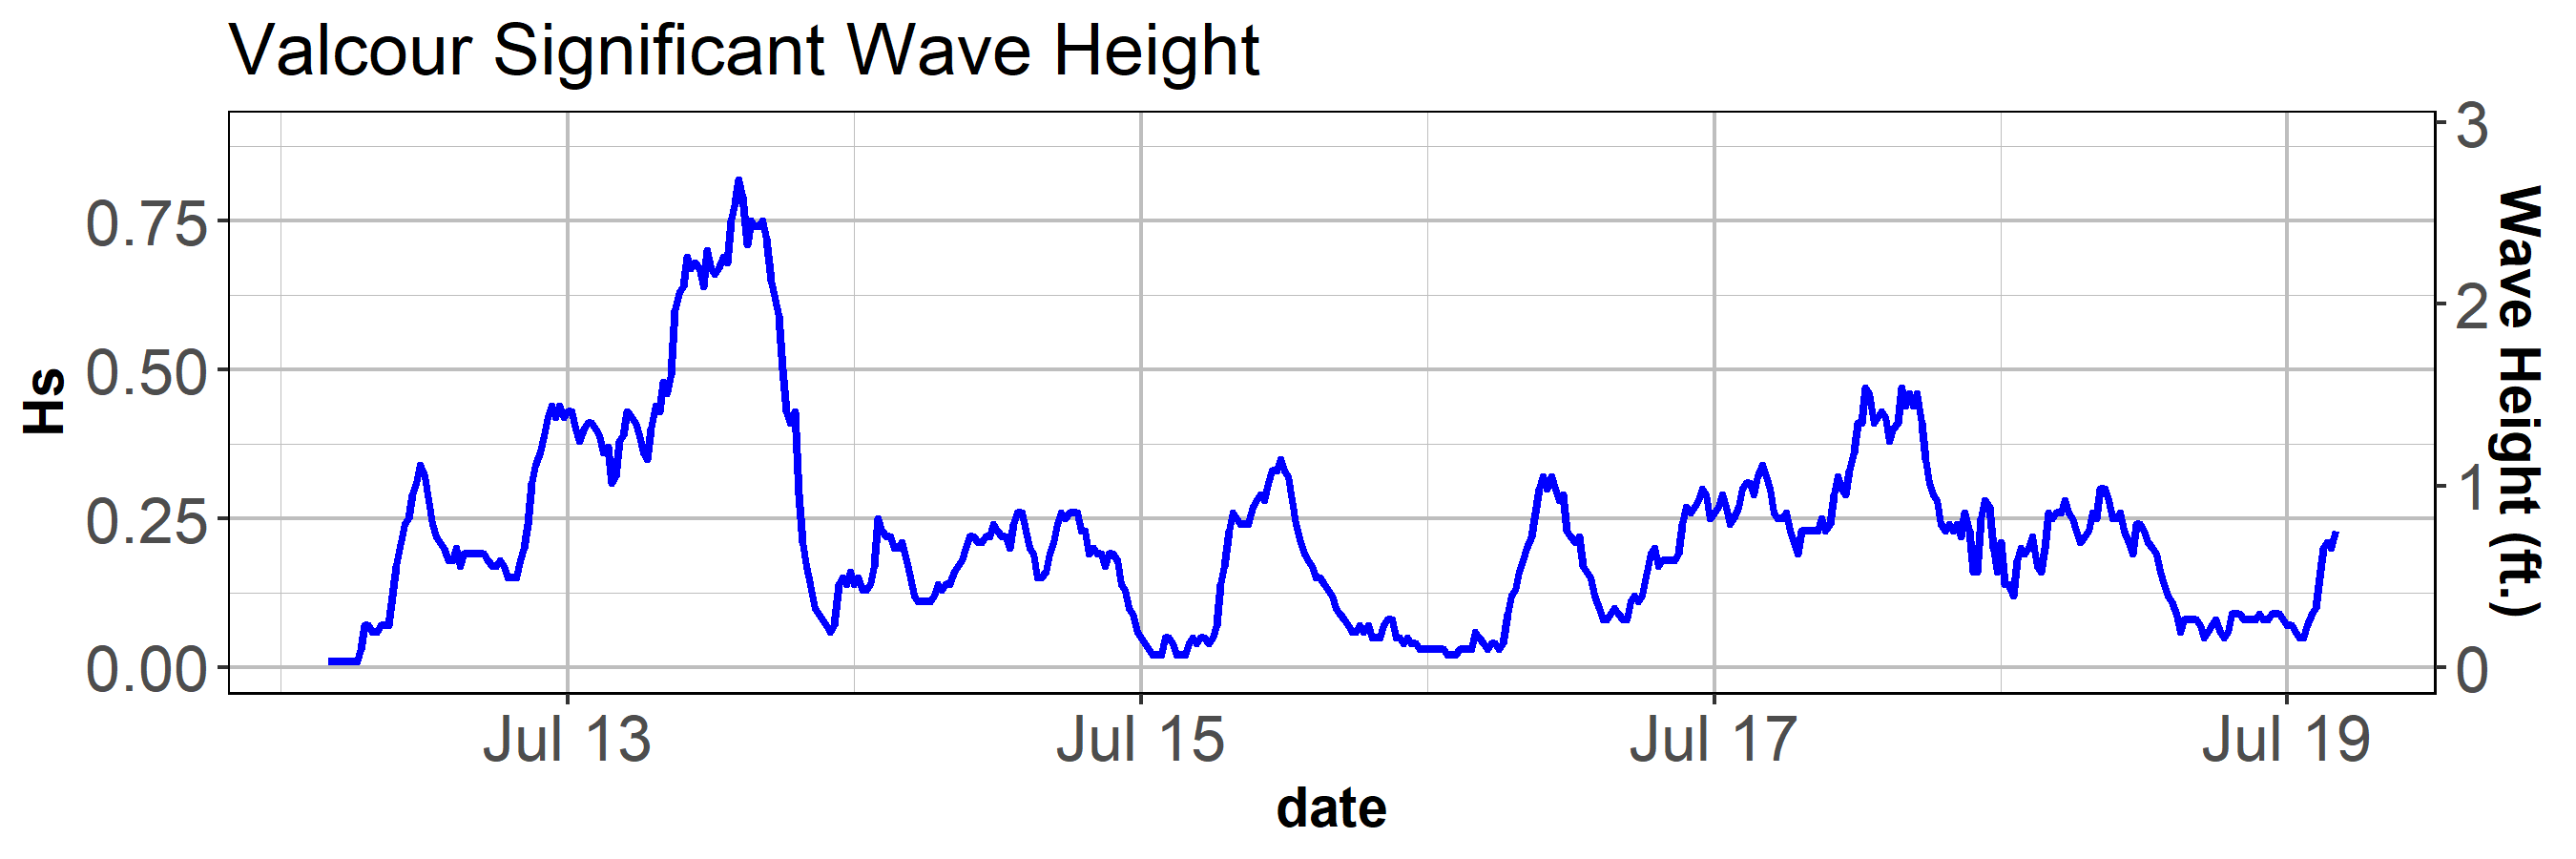 Valcour Significant Wave Height
Hs
0.75
0.50
0.25
0.00
3
2
1
0
Wave Height (ft.)
Jul 13
Jul 15
Jul 17
Jul 19
date